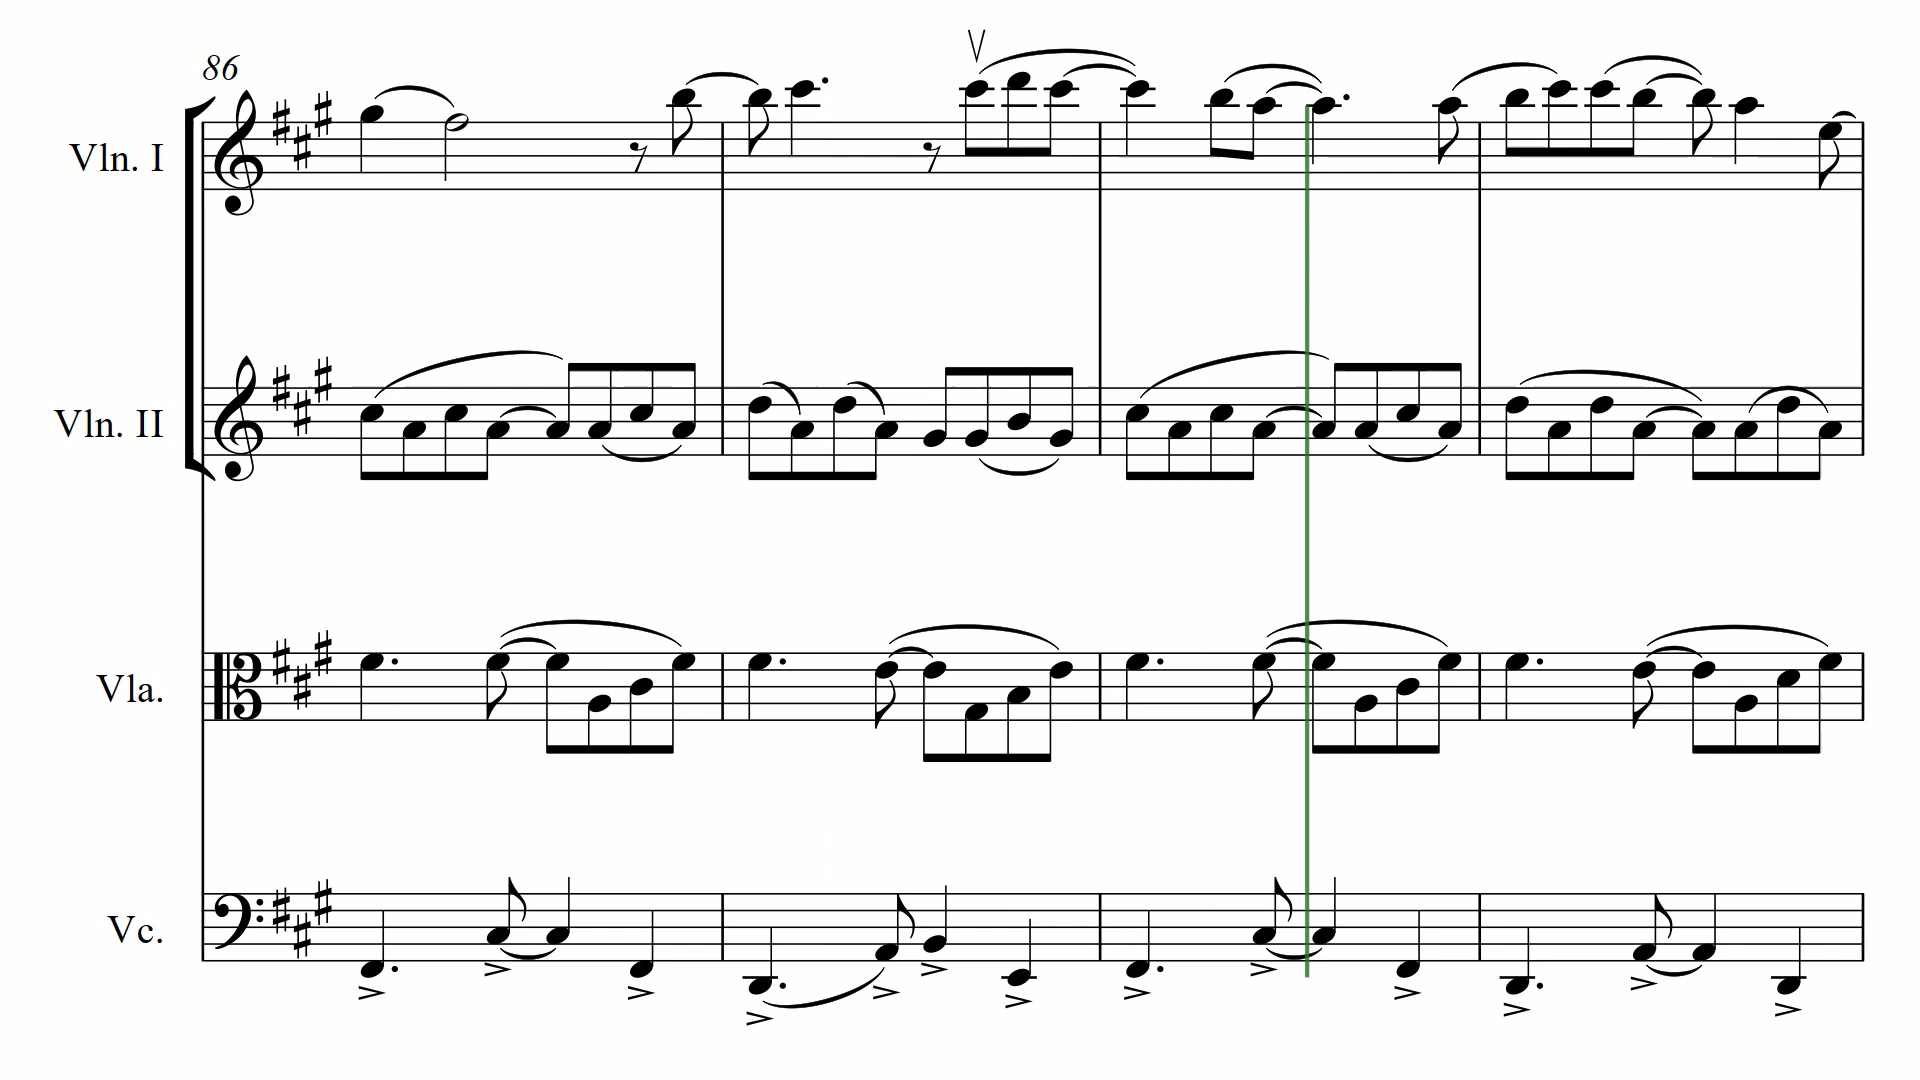 86
Vln. I
Vln. II
Vla.
Vc.